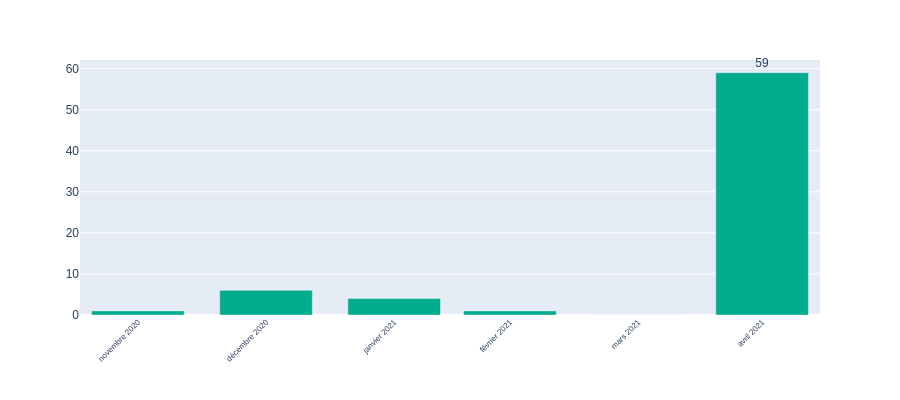 59
60
50
40
30
20
10
0
novembre 2020
décembre 2020
janvier 2021
février 2021
mars 2021
avril 2021